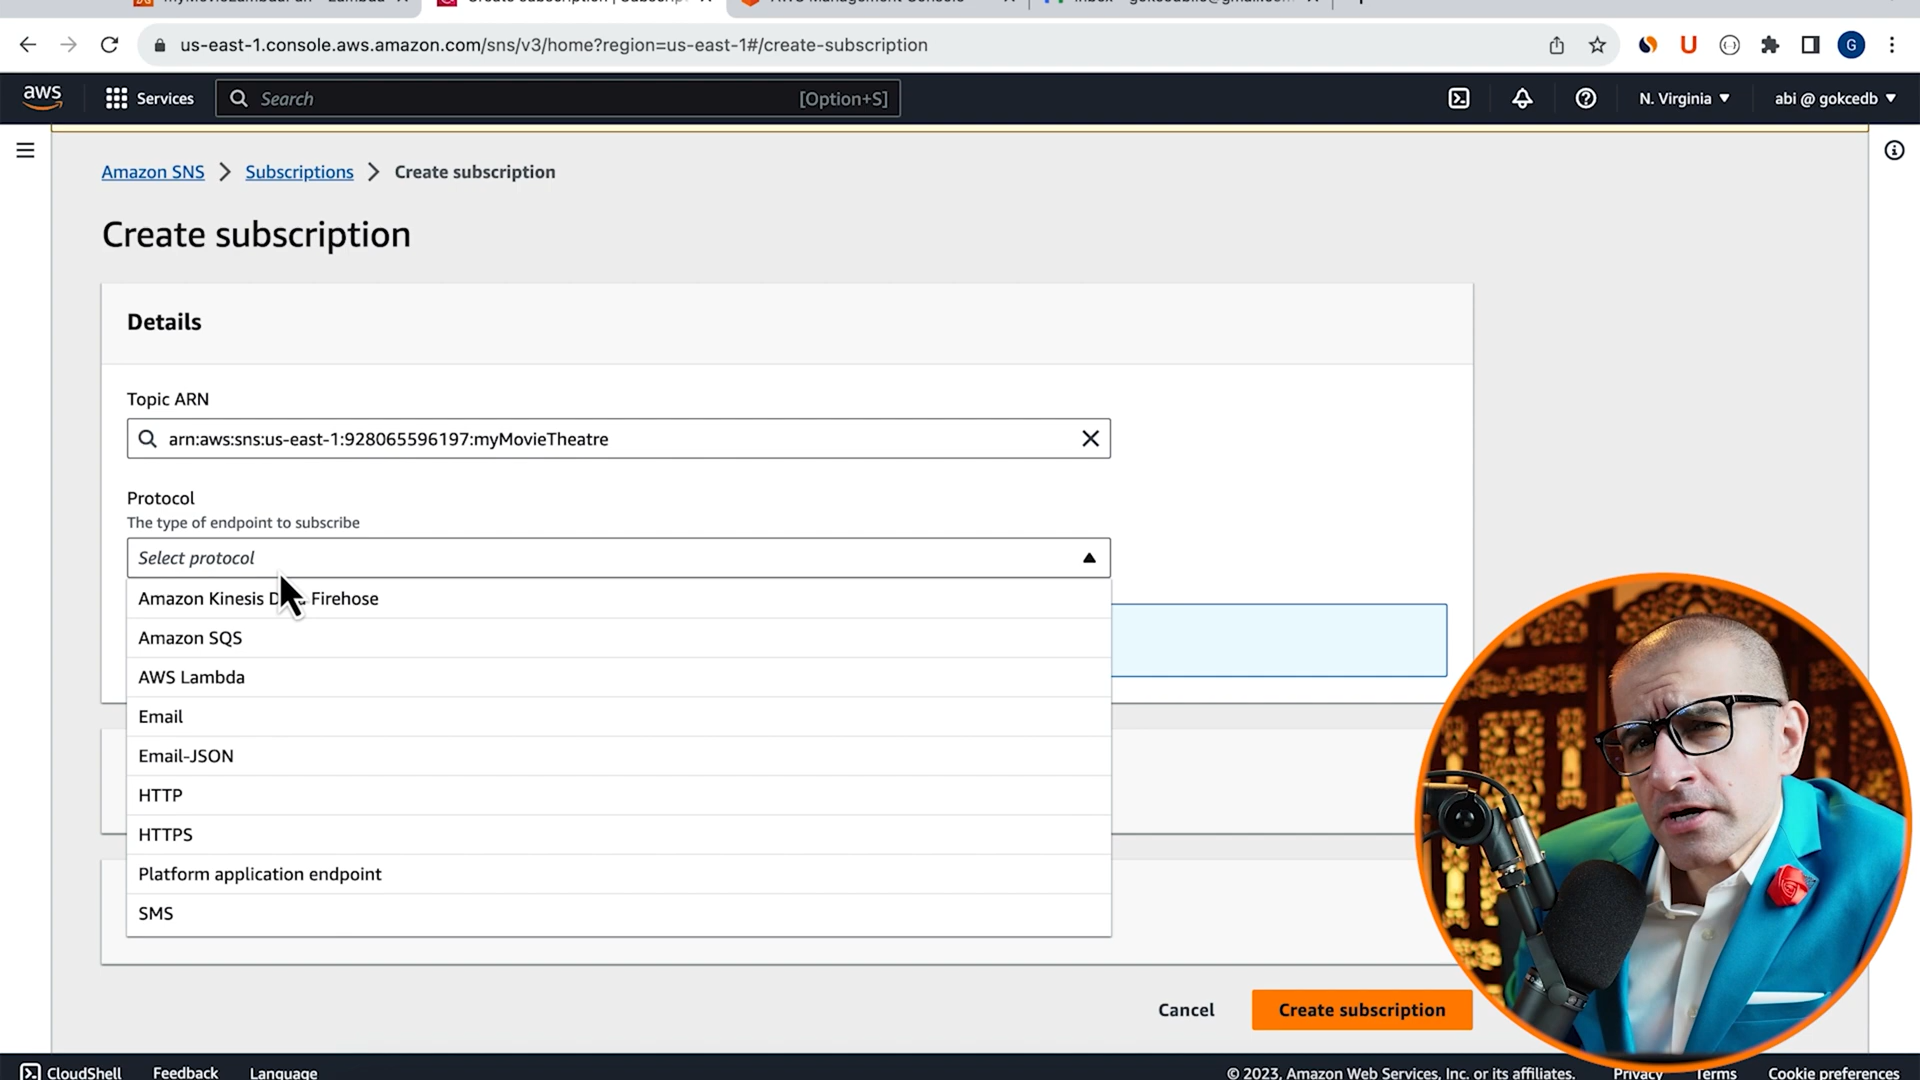 us-east-1.console.aws.amazon.com/sns/v3/home?region=us-east-1#/create-subscription
G
aws
Services
Search
[Option+S]
N. Virginia
abi @ gokcedb
Amazon SNS
Subscriptions
Create subscription
Create subscription
Details
Topic ARN
arn:aws:sns:us-east-1:928065596197:myMovieTheatre
Protocol
The type of endpoint to subscribe
Select protocol
Amazon Kinesis Firehose
Amazon SQS
AWS Lambda
Email
Email-JSON
HTTP
HTTPS
Platform application endpoint
SMS
Cancel
Create subscription
CloudShell
Feedback
Language
© 2023, Amazon Web Services, Inc. or its affiliates.
Privacy
Terms
Cookie preferences